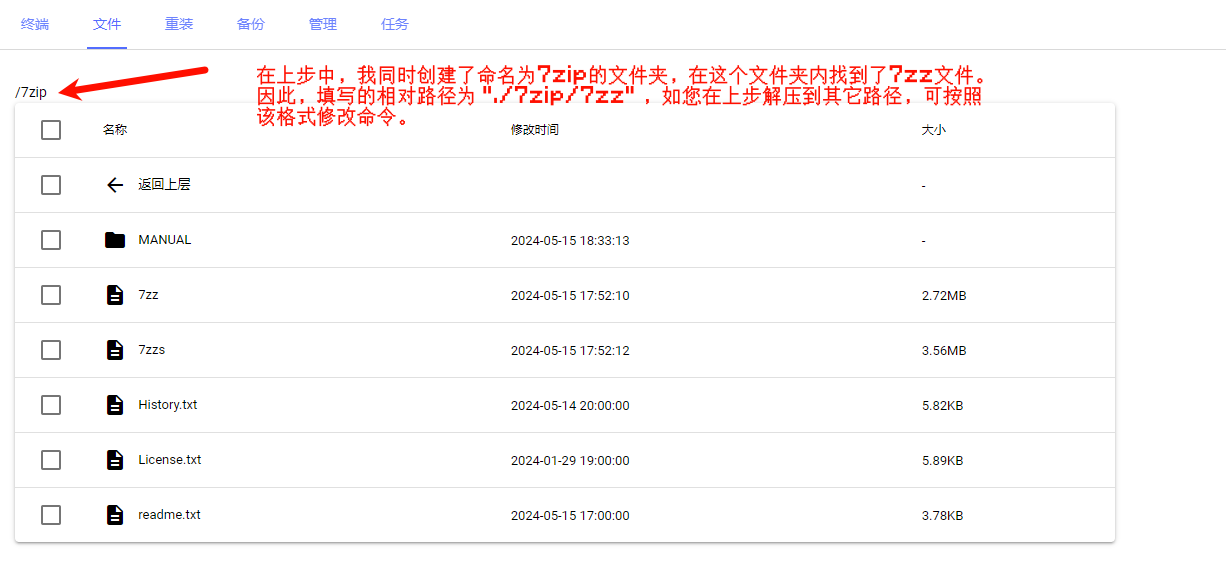 终端 文件 重装 备份 管理 任务
在上步中，我同时创建了命名为7zip的文件夹，在这个文件夹内找到了7zz文件。
/7zip
因此，填写的相对路径为 "./7zip/7zz" ，如您在上步解压到其它路径，可按照
该格式修改命令。
名称 修改时间 大小
返回上层 -
MANUAL 2024-05-15 18:33:13 -
7zz 2024-05-15 17:52:10 2.72MB
7zzs 2024-05-15 17:52:12 3.56MB
History.txt 2024-05-14 20:00:00 5.82KB
License.txt 2024-01-29 19:00:00 5.89KB
readme.txt 2024-05-15 17:00:00 3.78KB